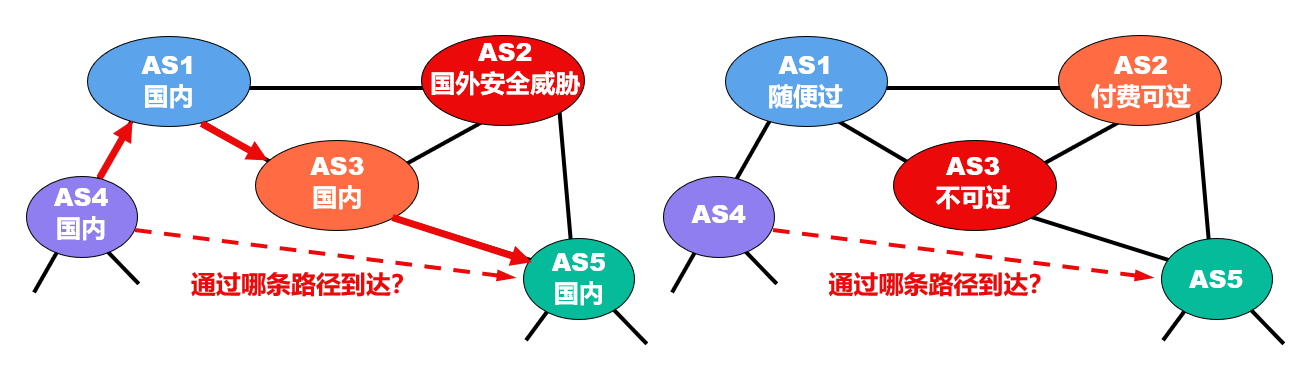 AS1
国内
AS2
国外安全威胁
AS3
国内
AS4
国内
AS5
国内
通过哪条路径到达？
AS1
随便过
AS2
付费可过
AS3
不可过
AS4
AS5
通过哪条路径到达？